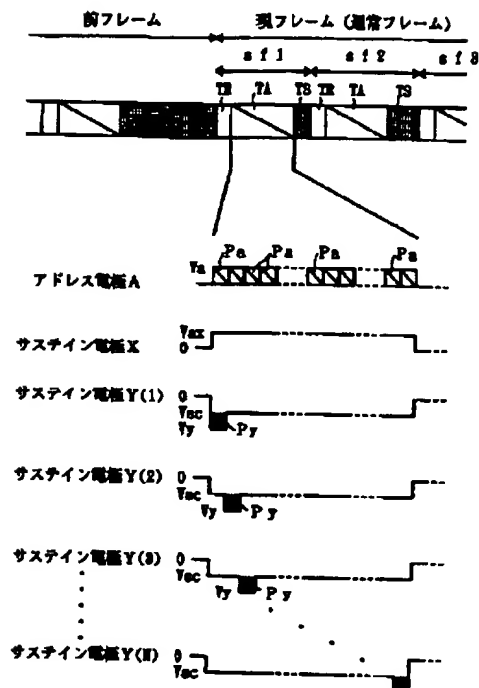 前フレーム 現フレーム(通常フレーム)
sf1 sf2 sf3
TR TA TS TR TA TS
Pa Pa Pa Pa
アドレス電極A Va
サステイン電極X Vax
0
サステイン電極Y(1) 0
Vsc
Vy Py
サステイン電極Y(2) 0
Vsc
Vy Py
サステイン電極Y(3) 0
Vsc
Vy Py
サステイン電極Y(N) 0
Vsc